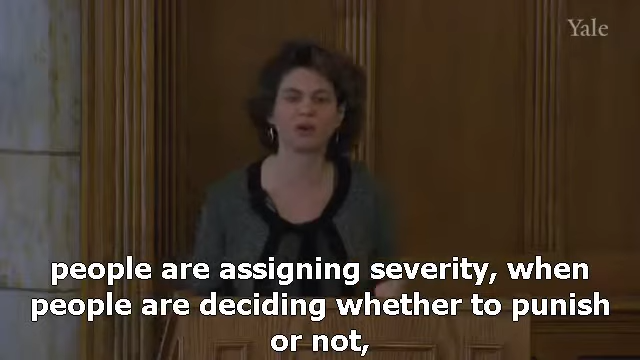 Yale
people are assigning severity, when
people are deciding whether to punish
or not,